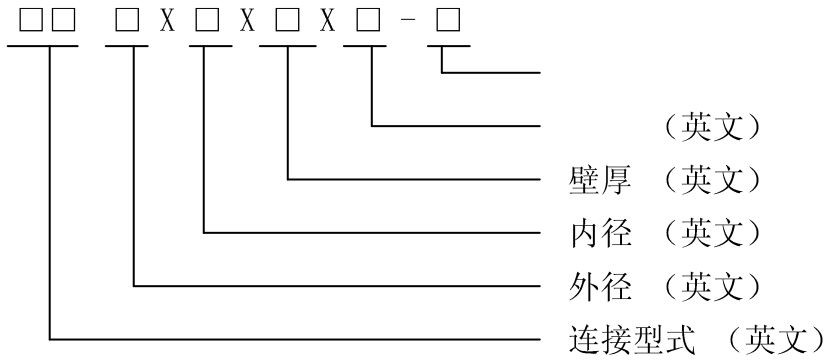 □□ □X□X□X□-□
（英文）
壁厚 （英文）
内径 （英文）
外径 （英文）
连接型式 （英文）